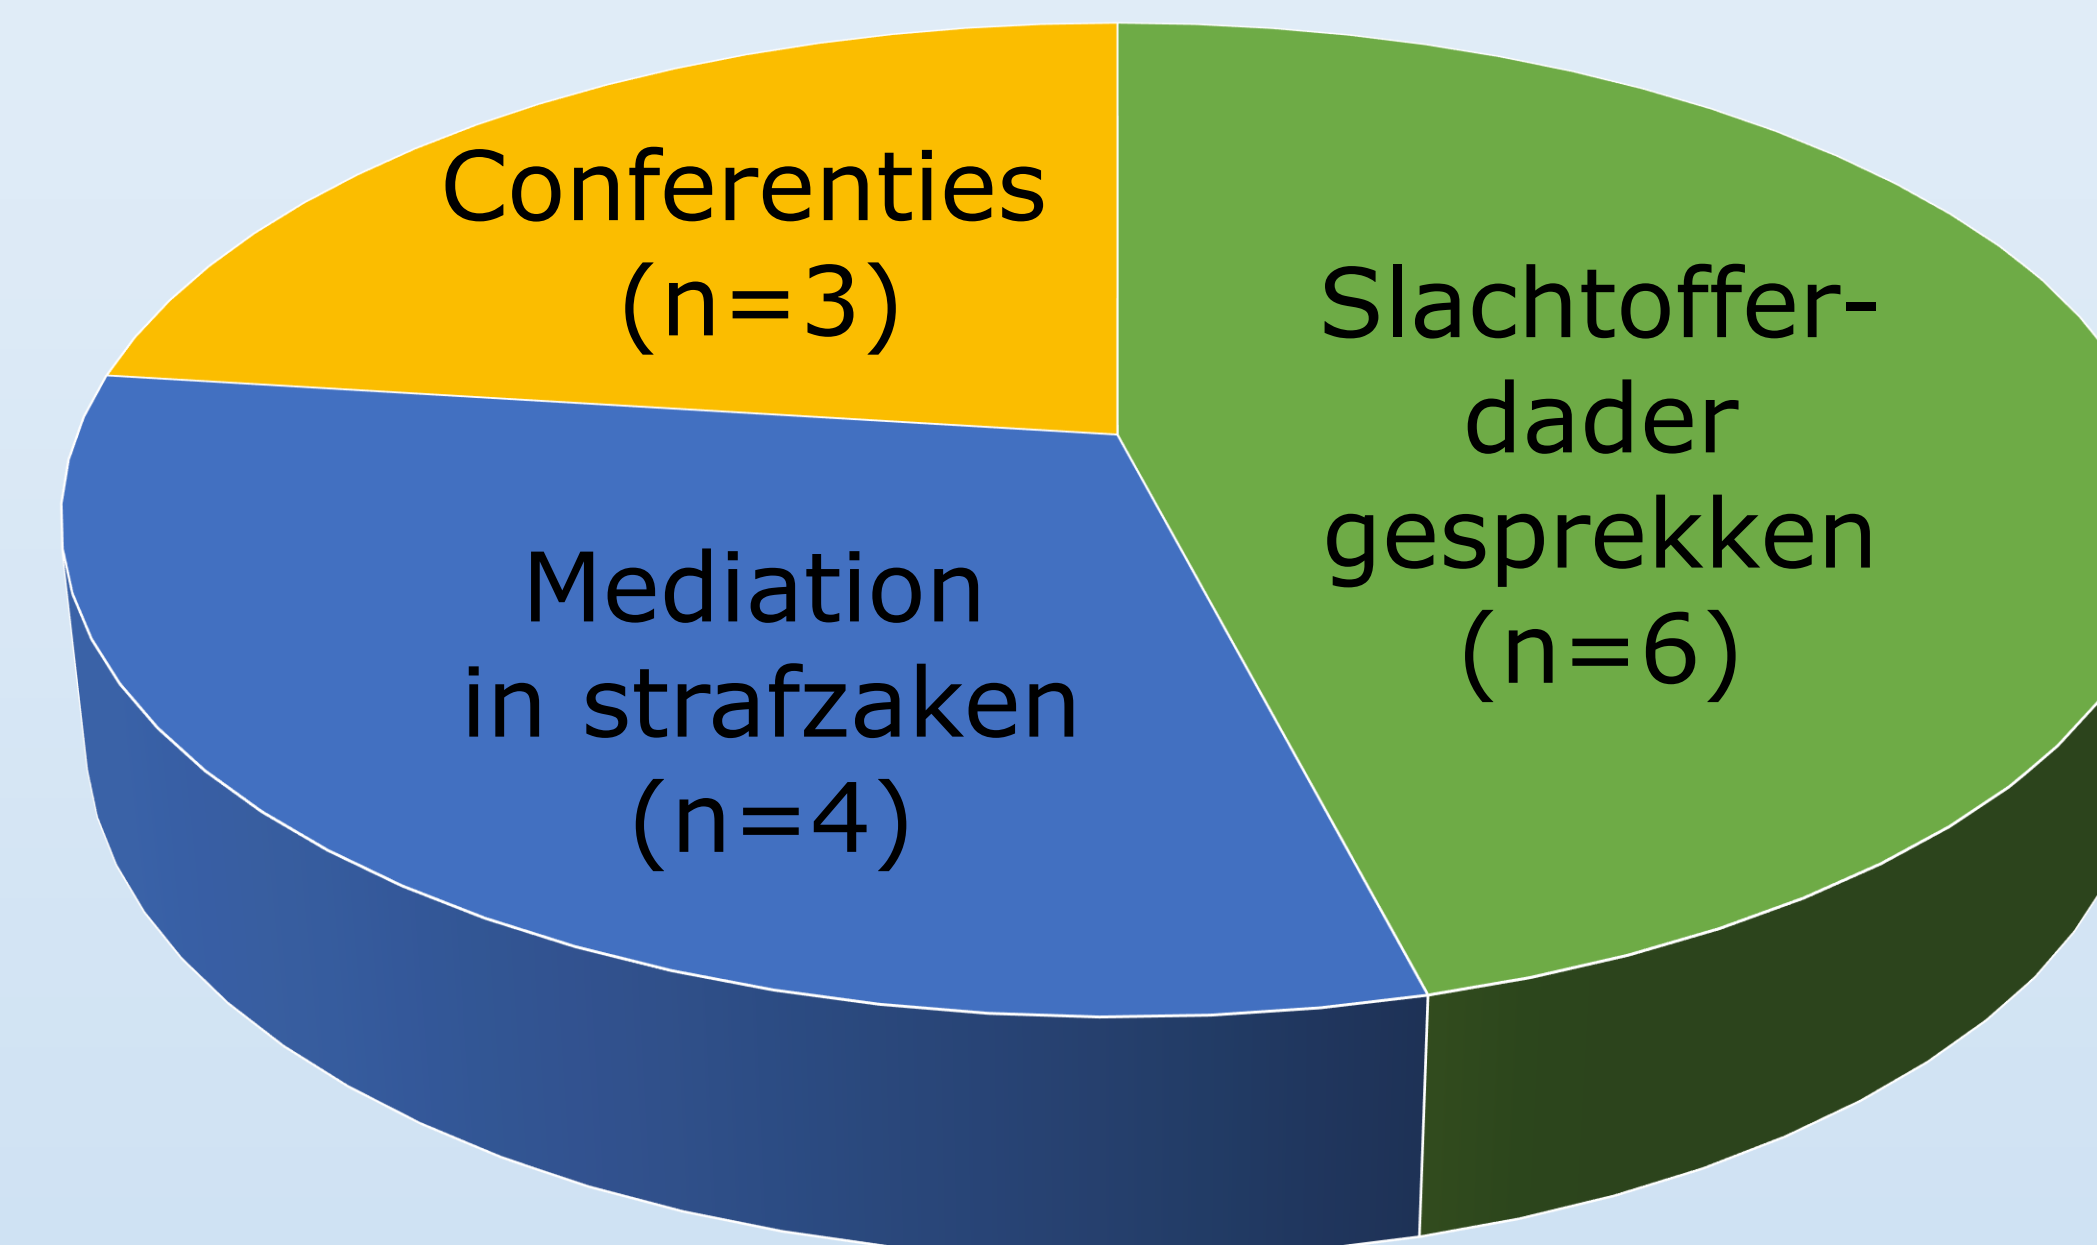 Conferenties
(n=3)
Slachtoffer-
dader
gesprekken
(n=6)
Mediation
in strafzaken
(n=4)